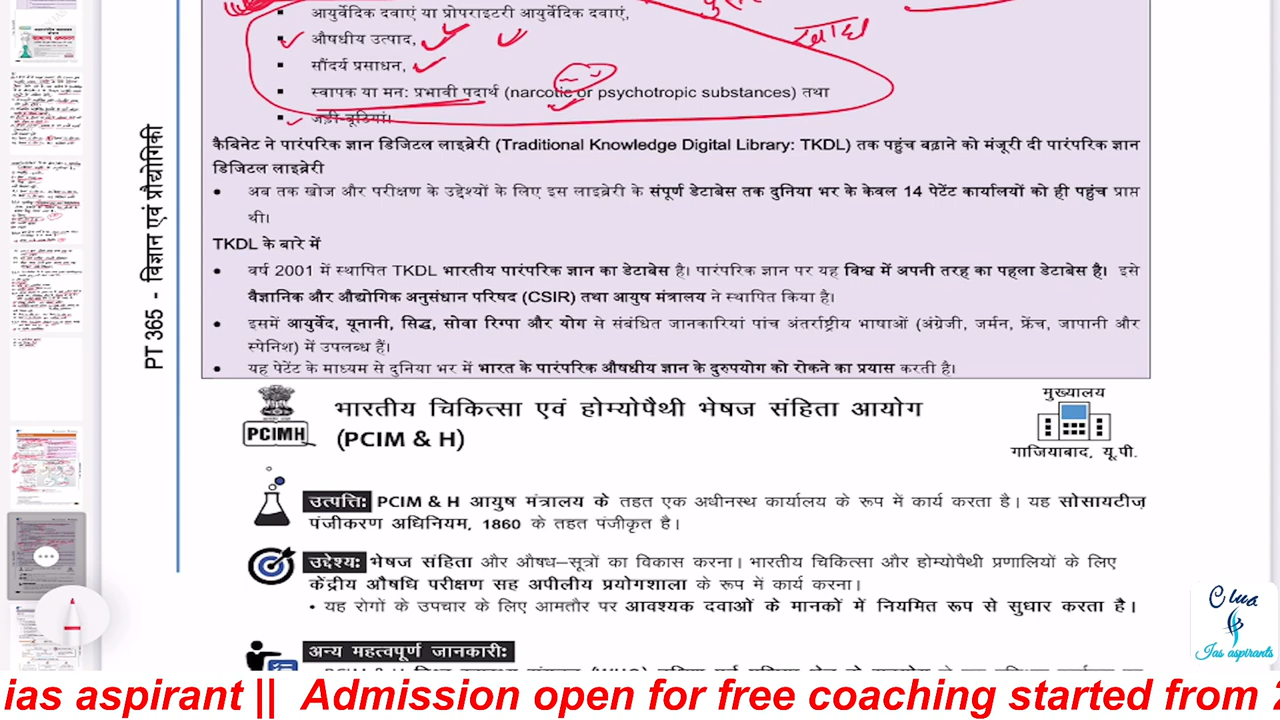 आयुर्वेदिक दवाएं या प्रोपराइटरी आयुर्वेदिक दवाएं,
औषधीय उत्पाद,
सौंदर्य प्रसाधन,
स्वापक या मन: प्रभावी पदार्थ (narcotic or psychotropic substances) तथा
जड़ी-बूटियां।
खाद्य
कैबिनेट ने पारंपरिक ज्ञान डिजिटल लाइब्रेरी (Traditional Knowledge Digital Library: TKDL) तक पहुंच बढ़ाने को मंजूरी दी पारंपरिक ज्ञान
डिजिटल लाइब्रेरी
अब तक खोज और परीक्षण के उद्देश्यों के लिए इस लाइब्रेरी के संपूर्ण डेटाबेस तक दुनिया भर के केवल 14 पेटेंट कार्यालयों को ही पहुंच प्राप्त
थी।
TKDL के बारे में
वर्ष 2001 में स्थापित TKDL भारतीय पारंपरिक ज्ञान का डेटाबेस है। पारंपरिक ज्ञान पर यह विश्व में अपनी तरह का पहला डेटाबेस है। इसे
वैज्ञानिक और औद्योगिक अनुसंधान परिषद (CSIR) तथा आयुष मंत्रालय ने स्थापित किया है।
इसमें आयुर्वेद, यूनानी, सिद्ध, सोवा रिग्पा और योग से संबंधित जानकारियां पांच अंतर्राष्ट्रीय भाषाओं (अंग्रेजी, जर्मन, फ्रेंच, जापानी और
स्पेनिश) में उपलब्ध हैं।
यह पेटेंट के माध्यम से दुनिया भर में भारत के पारंपरिक औषधीय ज्ञान के दुरुपयोग को रोकने का प्रयास करती है।
PT 365 - विज्ञान एवं प्रौद्योगिकी
PCIMH
भारतीय चिकित्सा एवं होम्योपैथी भेषज संहिता आयोग
(PCIM & H)
मुख्यालय
गाजियाबाद, यू.पी.
उत्पत्ति: PCIM & H आयुष मंत्रालय के तहत एक अधीनस्थ कार्यालय के रूप में कार्य करता है। यह सोसायटीज़
पंजीकरण अधिनियम, 1860 के तहत पंजीकृत है।
उद्देश्य: भेषज संहिता और औषध-सूत्रों का विकास करना। भारतीय चिकित्सा और होम्योपैथी प्रणालियों के लिए
केंद्रीय औषधि परीक्षण सह अपीलीय प्रयोगशाला के रूप में कार्य करना।
यह रोगों के उपचार के लिए आमतौर पर आवश्यक दवाओं के मानकों में नियमित रूप से सुधार करता है।
अन्य महत्वपूर्ण जानकारी:
Clua
Ias aspirants
ias aspirant || Admission open for free coaching started from